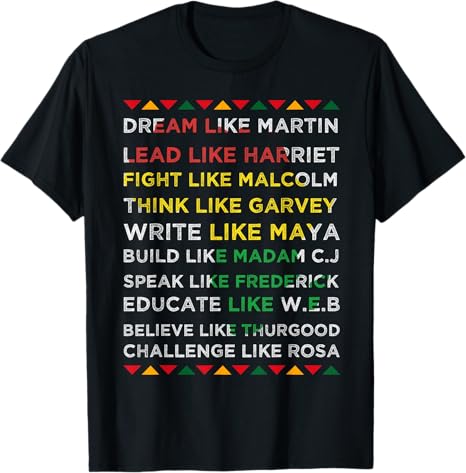 DREAM LIKE MARTIN
LEAD LIKE HARRIET
FIGHT LIKE MALCOLM
THINK LIKE GARVEY
WRITE LIKE MAYA
BUILD LIKE MADAM C.J
SPEAK LIKE FREDERICK
EDUCATE LIKE W.E.B
BELIEVE LIKE THURGOOD
CHALLENGE LIKE ROSA